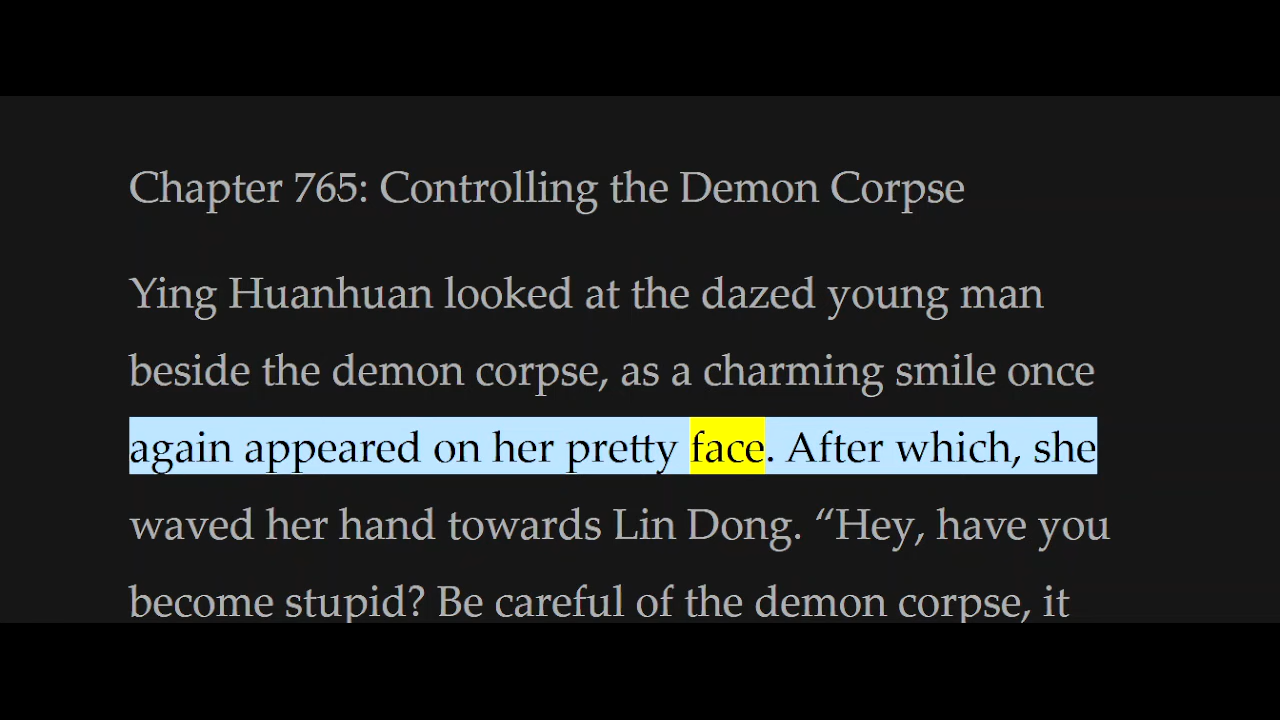 Chapter 765: Controlling the Demon Corpse
Ying Huanhuan looked at the dazed young man
beside the demon corpse, as a charming smile once
again appeared on her pretty face. After which, she
waved her hand towards Lin Dong. “Hey, have you
become stupid? Be careful of the demon corpse, it